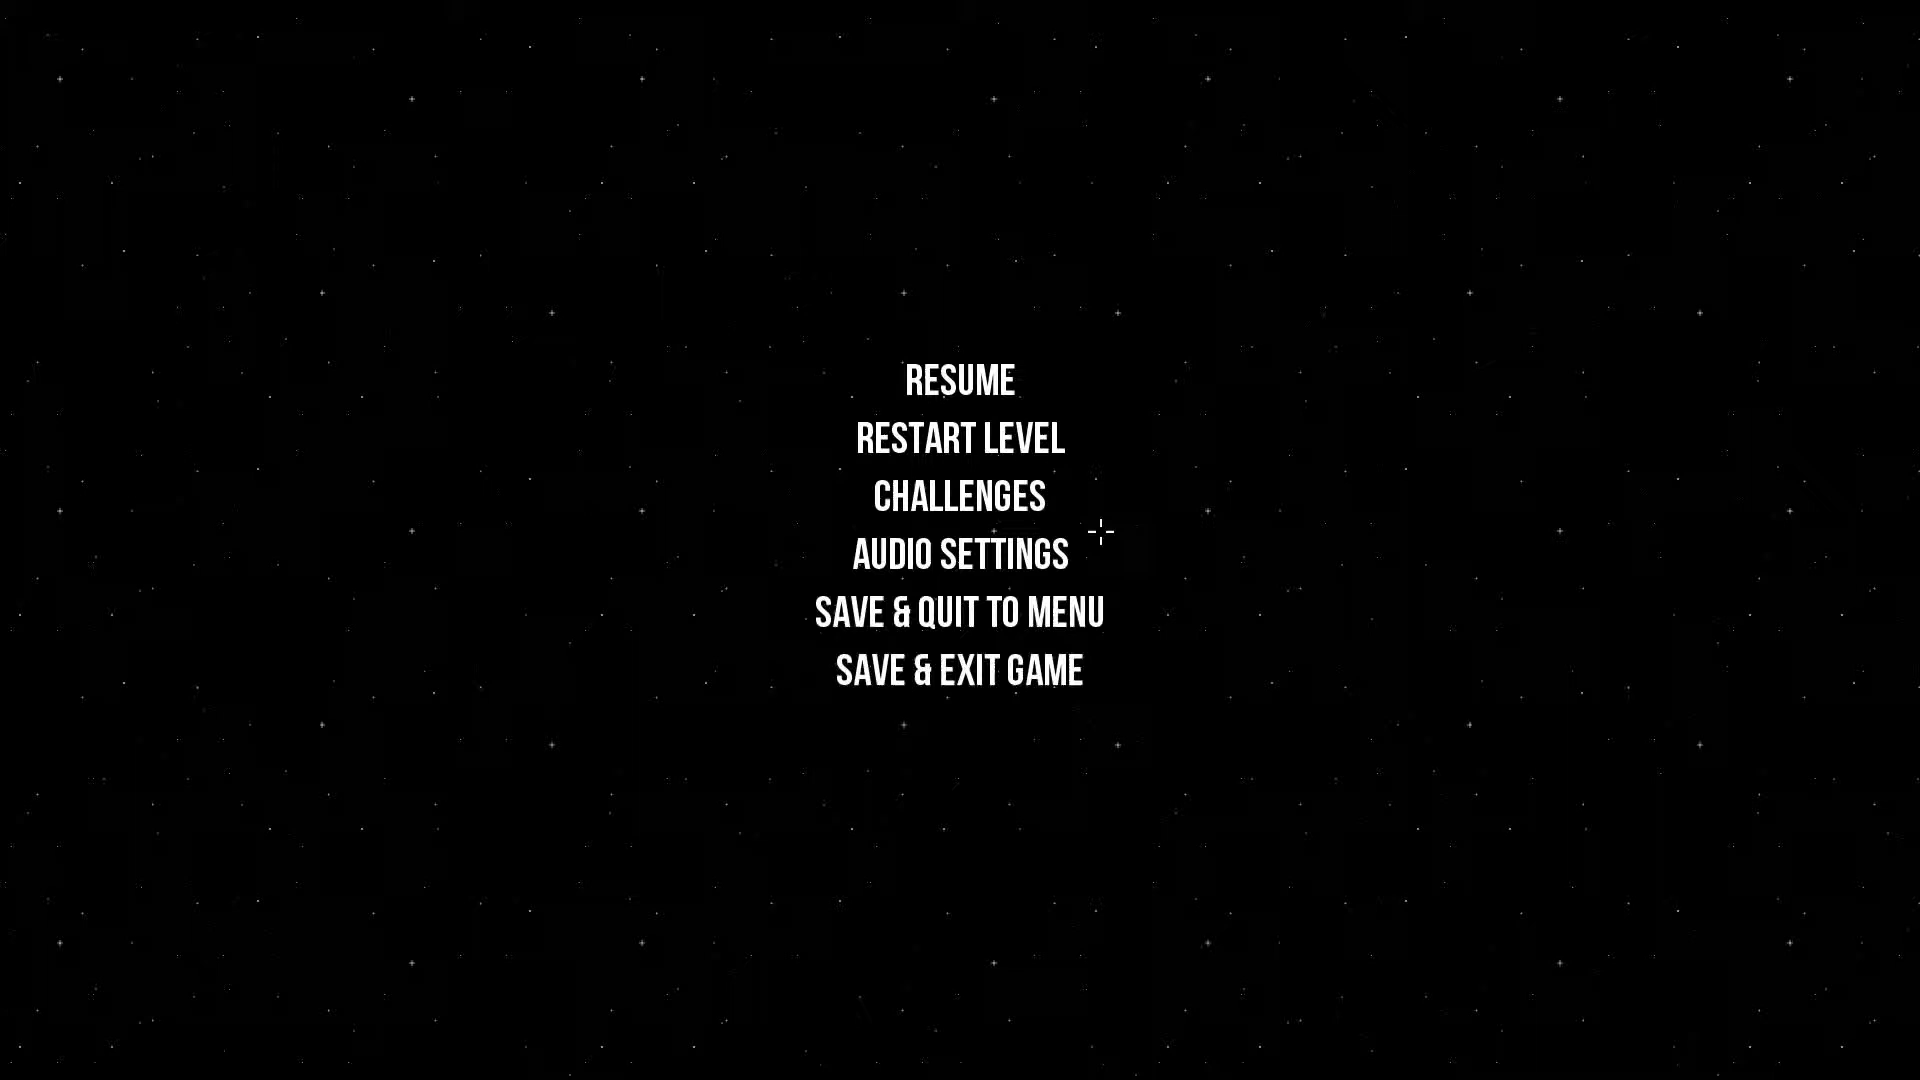 RESUME
RESTART LEVEL
CHALLENGES
AUDIO SETTINGS
SAVE & QUIT TO MENU
SAVE & EXIT GAME